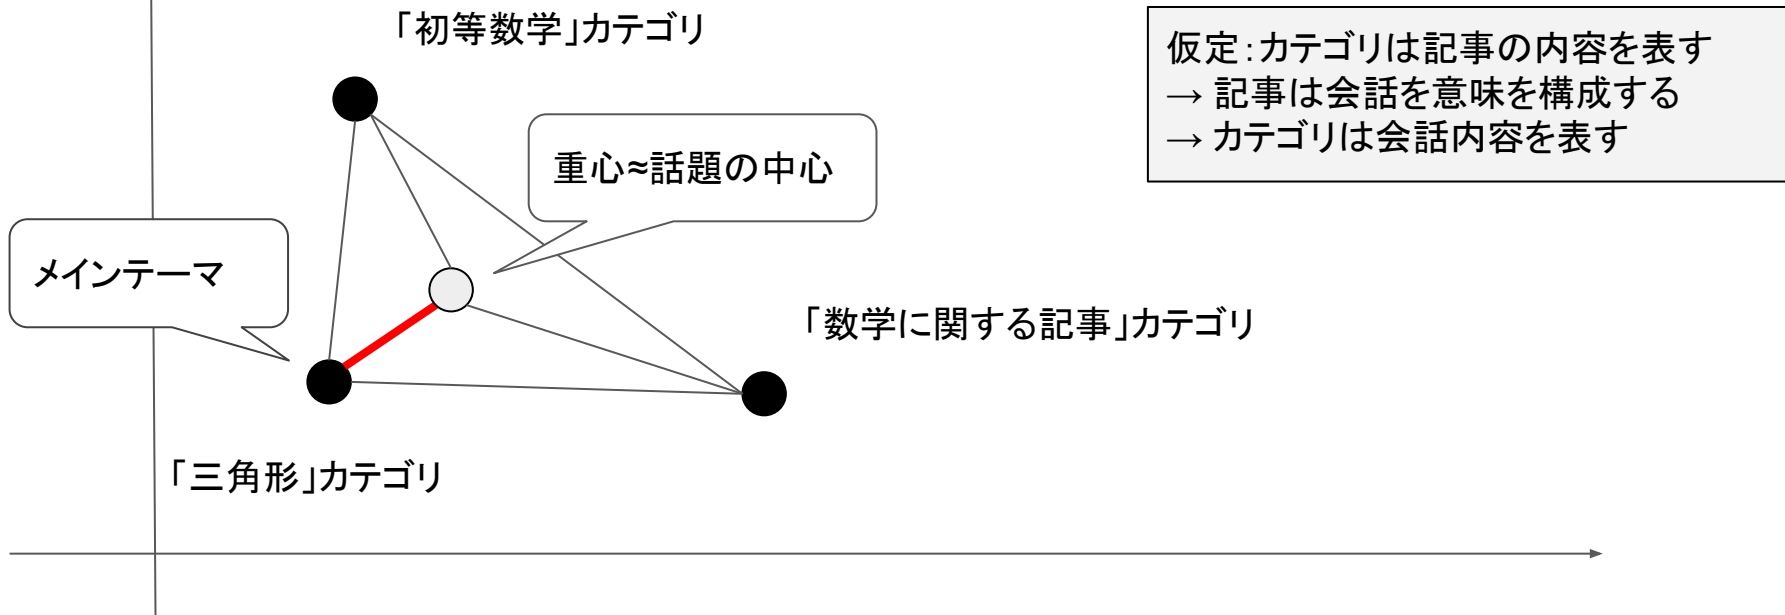 「初等数学」カテゴリ
仮定：カテゴリは記事の内容を表す
→ 記事は会話を意味を構成する
→ カテゴリは会話内容を表す
重心≈話題の中心
メインテーマ
「数学に関する記事」カテゴリ
「三角形」カテゴリ